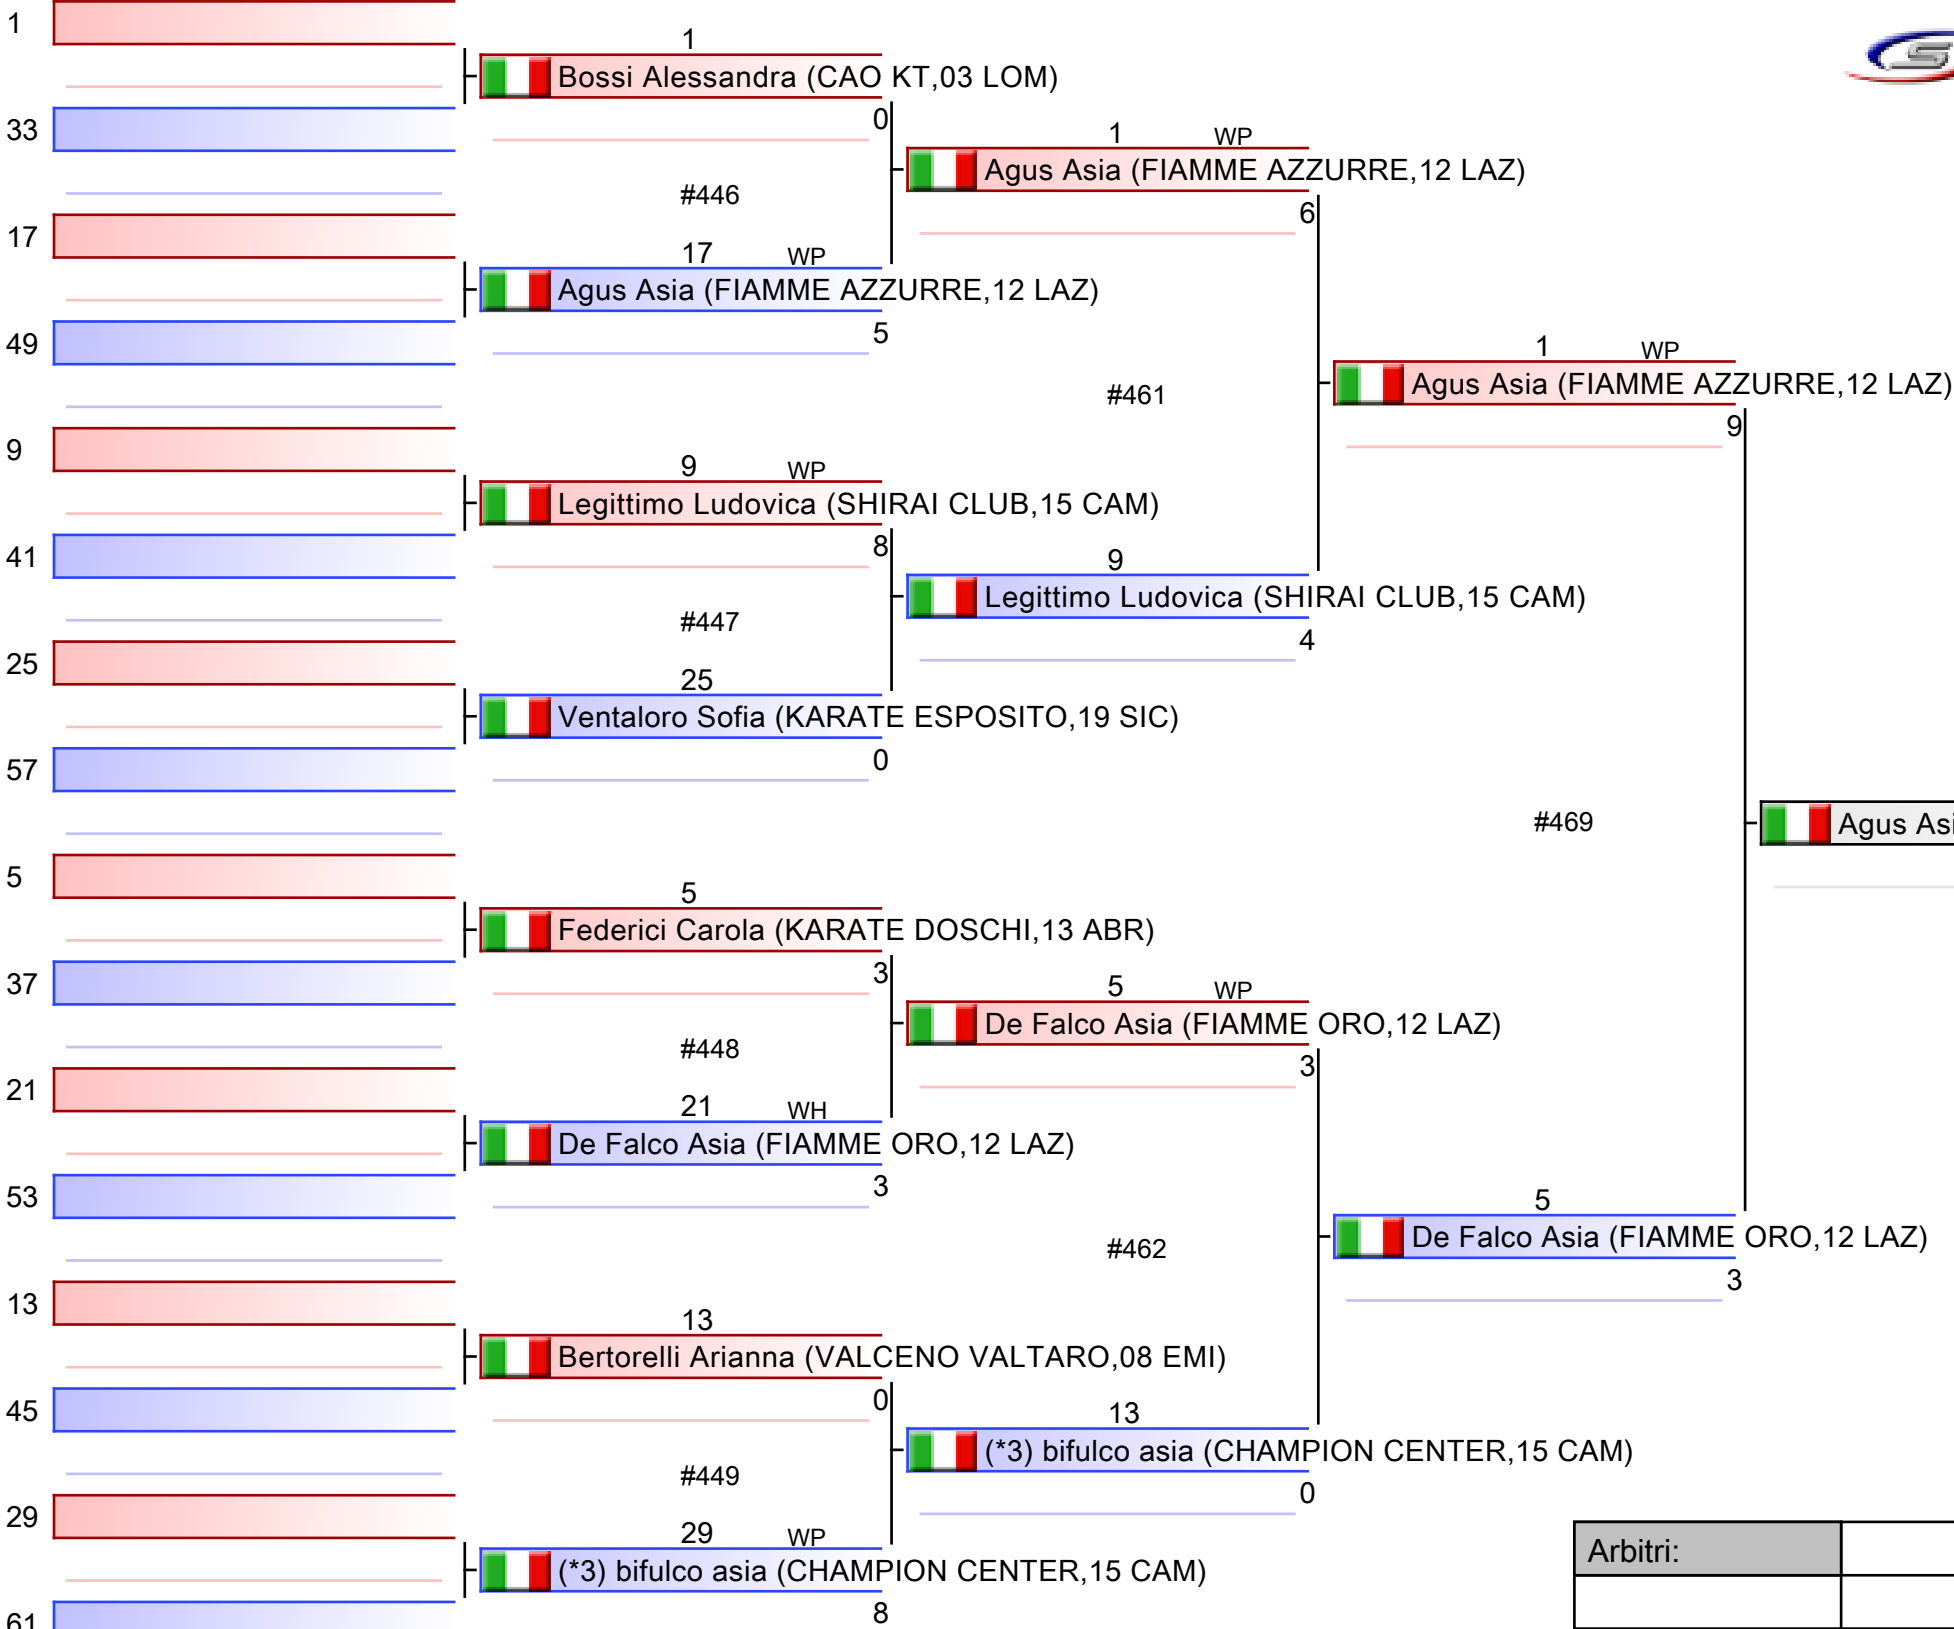 1
33
17
49
9
41
25
57
5
37
21
53
13
45
29
61
1
Bossi Alessandra (CAO KT,03 LOM)
0
#446
17 WP
Agus Asia (FIAMME AZZURRE,12 LAZ)
5
9 WP
Legittimo Ludovica (SHIRAI CLUB,15 CAM)
8
#447
25
Ventaloro Sofia (KARATE ESPOSITO,19 SIC)
0
5
Federici Carola (KARATE DOSCHI,13 ABR)
3
#448
21 WH
De Falco Asia (FIAMME ORO,12 LAZ)
3
13
Bertorelli Arianna (VALCENO VALTARO,08 EMI)
0
#449
29 WP
(*3) bifulco asia (CHAMPION CENTER,15 CAM)
8
1 WP
Agus Asia (FIAMME AZZURRE,12 LAZ)
6
#461
9
Legittimo Ludovica (SHIRAI CLUB,15 CAM)
4
5 WP
De Falco Asia (FIAMME ORO,12 LAZ)
3
#462
13
(*3) bifulco asia (CHAMPION CENTER,15 CAM)
0
1 WP
Agus Asia (FIAMME AZZURRE,12 LAZ)
9
#469
5
De Falco Asia (FIAMME ORO,12 LAZ)
3
Agus Asi
S
Arbitri: